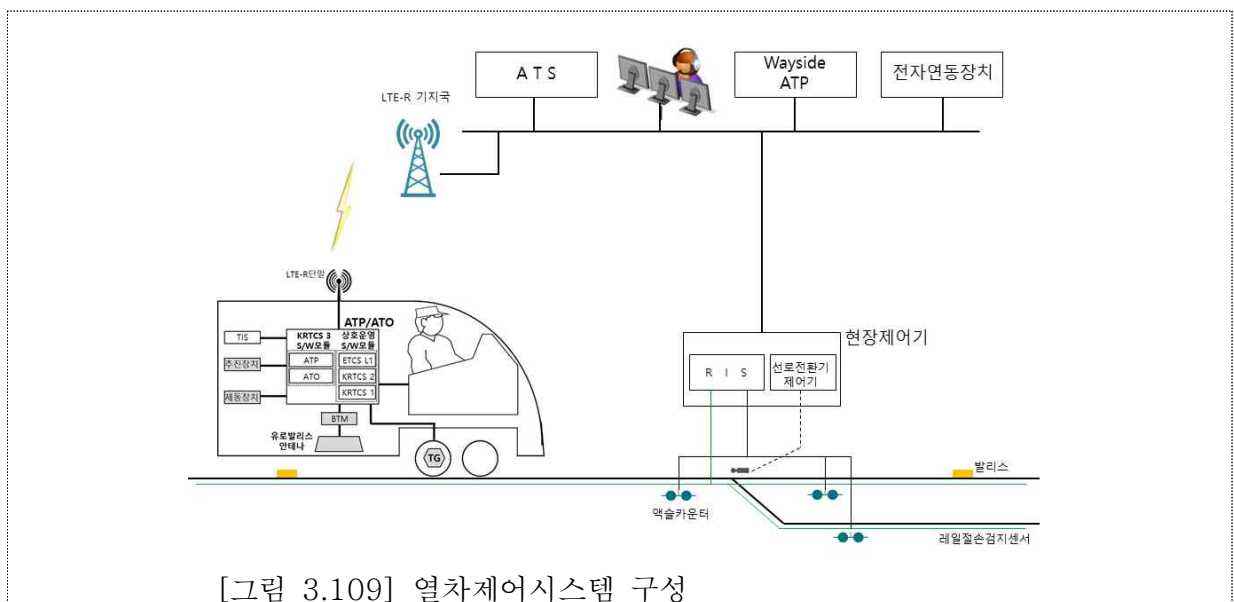 A T S
Wayside
ATP
전자연동장치
LTE-R 기지국
LTE-R단말
ATP/ATO
TIS
KRTCS 3
S/W모듈
상호운영
S/W모듈
추진장치
ATP
ETCS L1
ATO
KRTCS 2
제동장치
KRTCS 1
BTM
유로발리스
안테나
TG
현장제어기
R I S
선로전환기
제어기
발리스
액슬카운터
레일절손검지센서
[그림 3.109] 열차제어시스템 구성